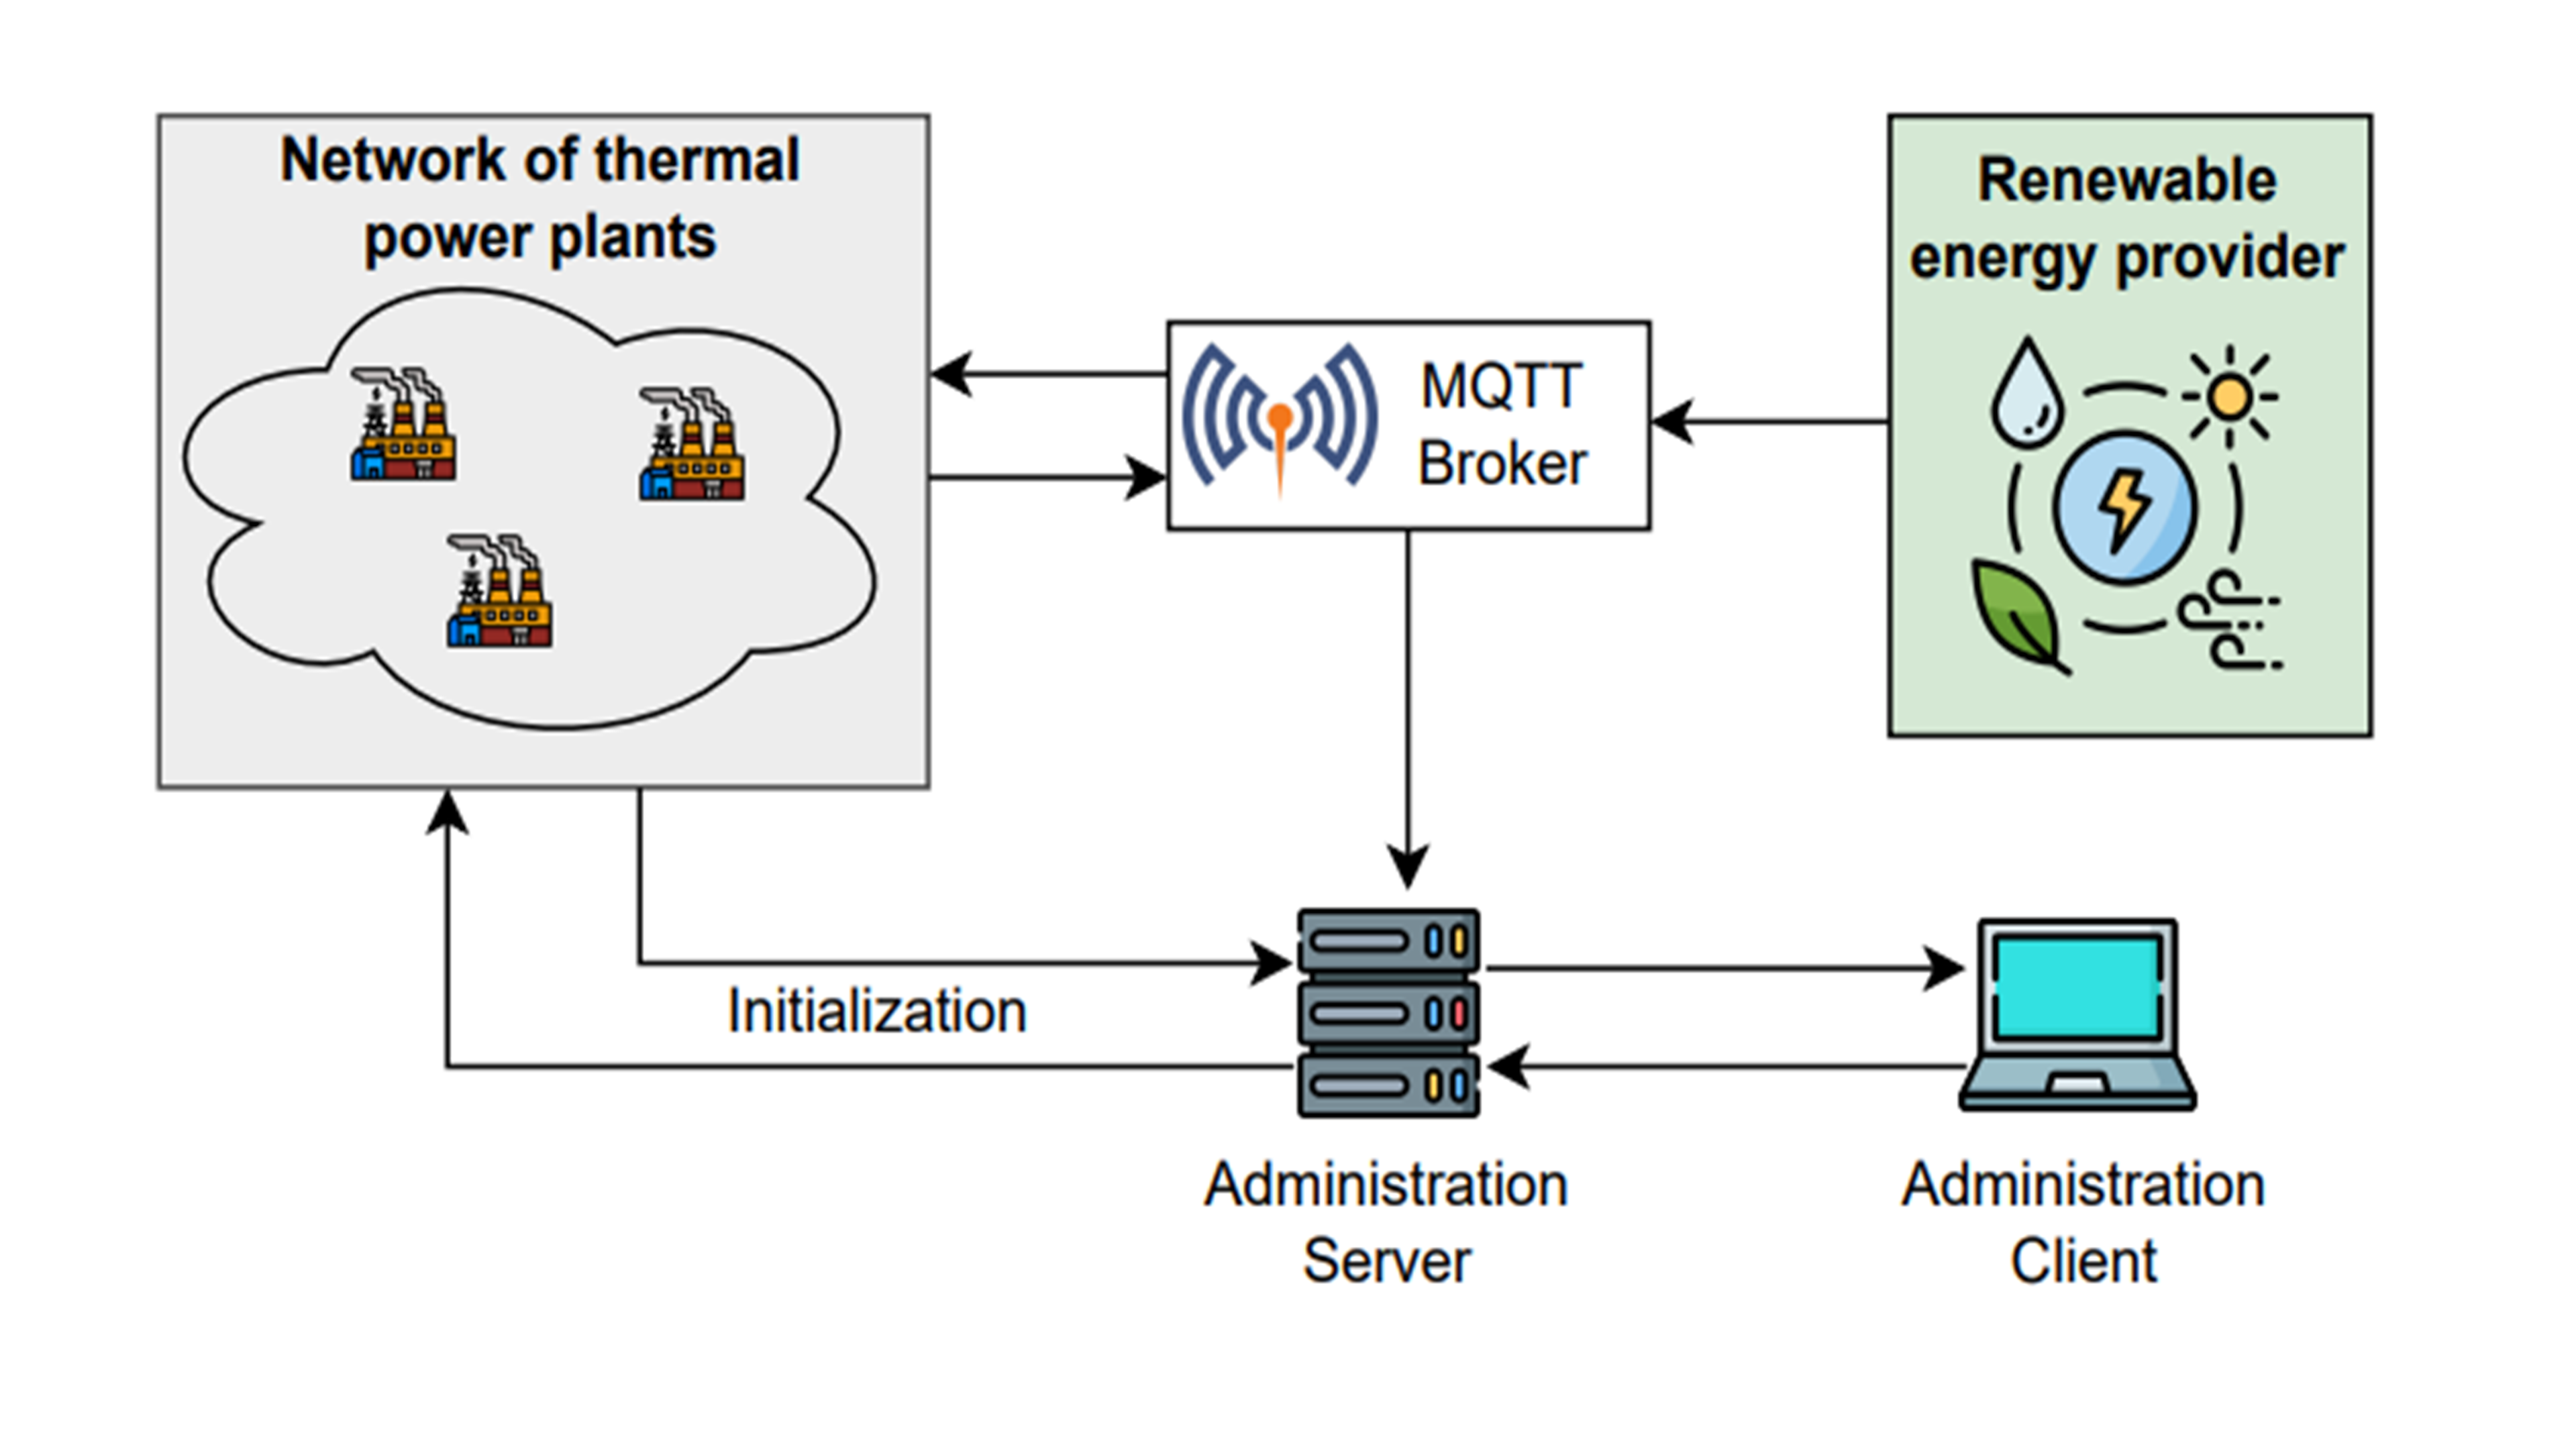 Network of thermal
power plants
Renewable
energy provider
MQTT
Broker
Initialization
Administration
Server
Administration
Client